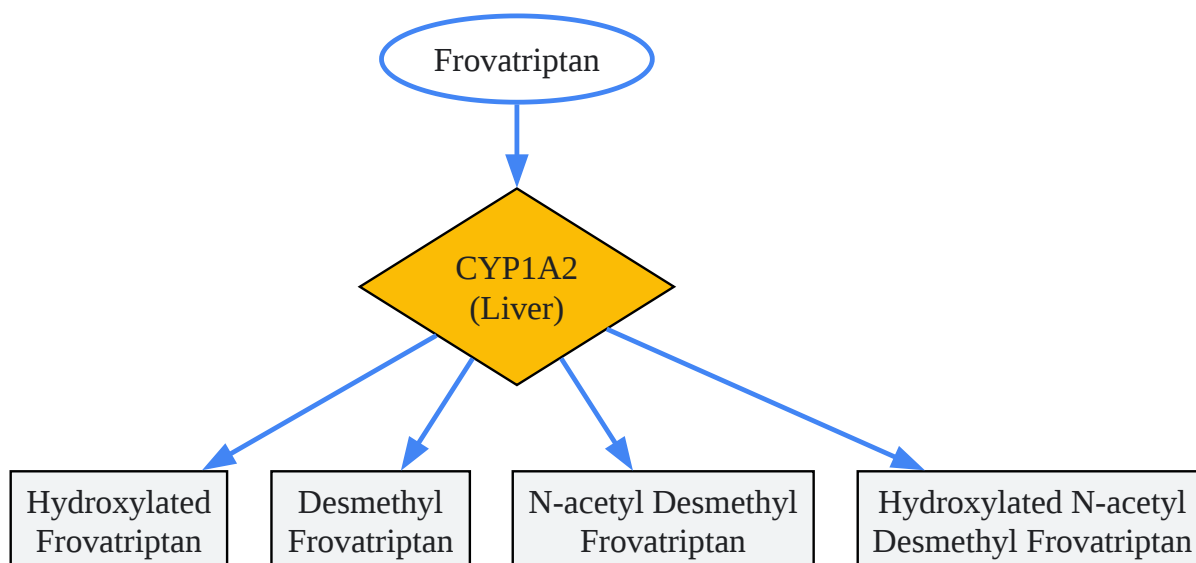 Frovatriptan
CYP1A2
(Liver)
Hydroxylated
Frovatriptan
Desmethyl
Frovatriptan
N-acetyl Desmethyl
Frovatriptan
Hydroxylated N-acetyl
Desmethyl Frovatriptan